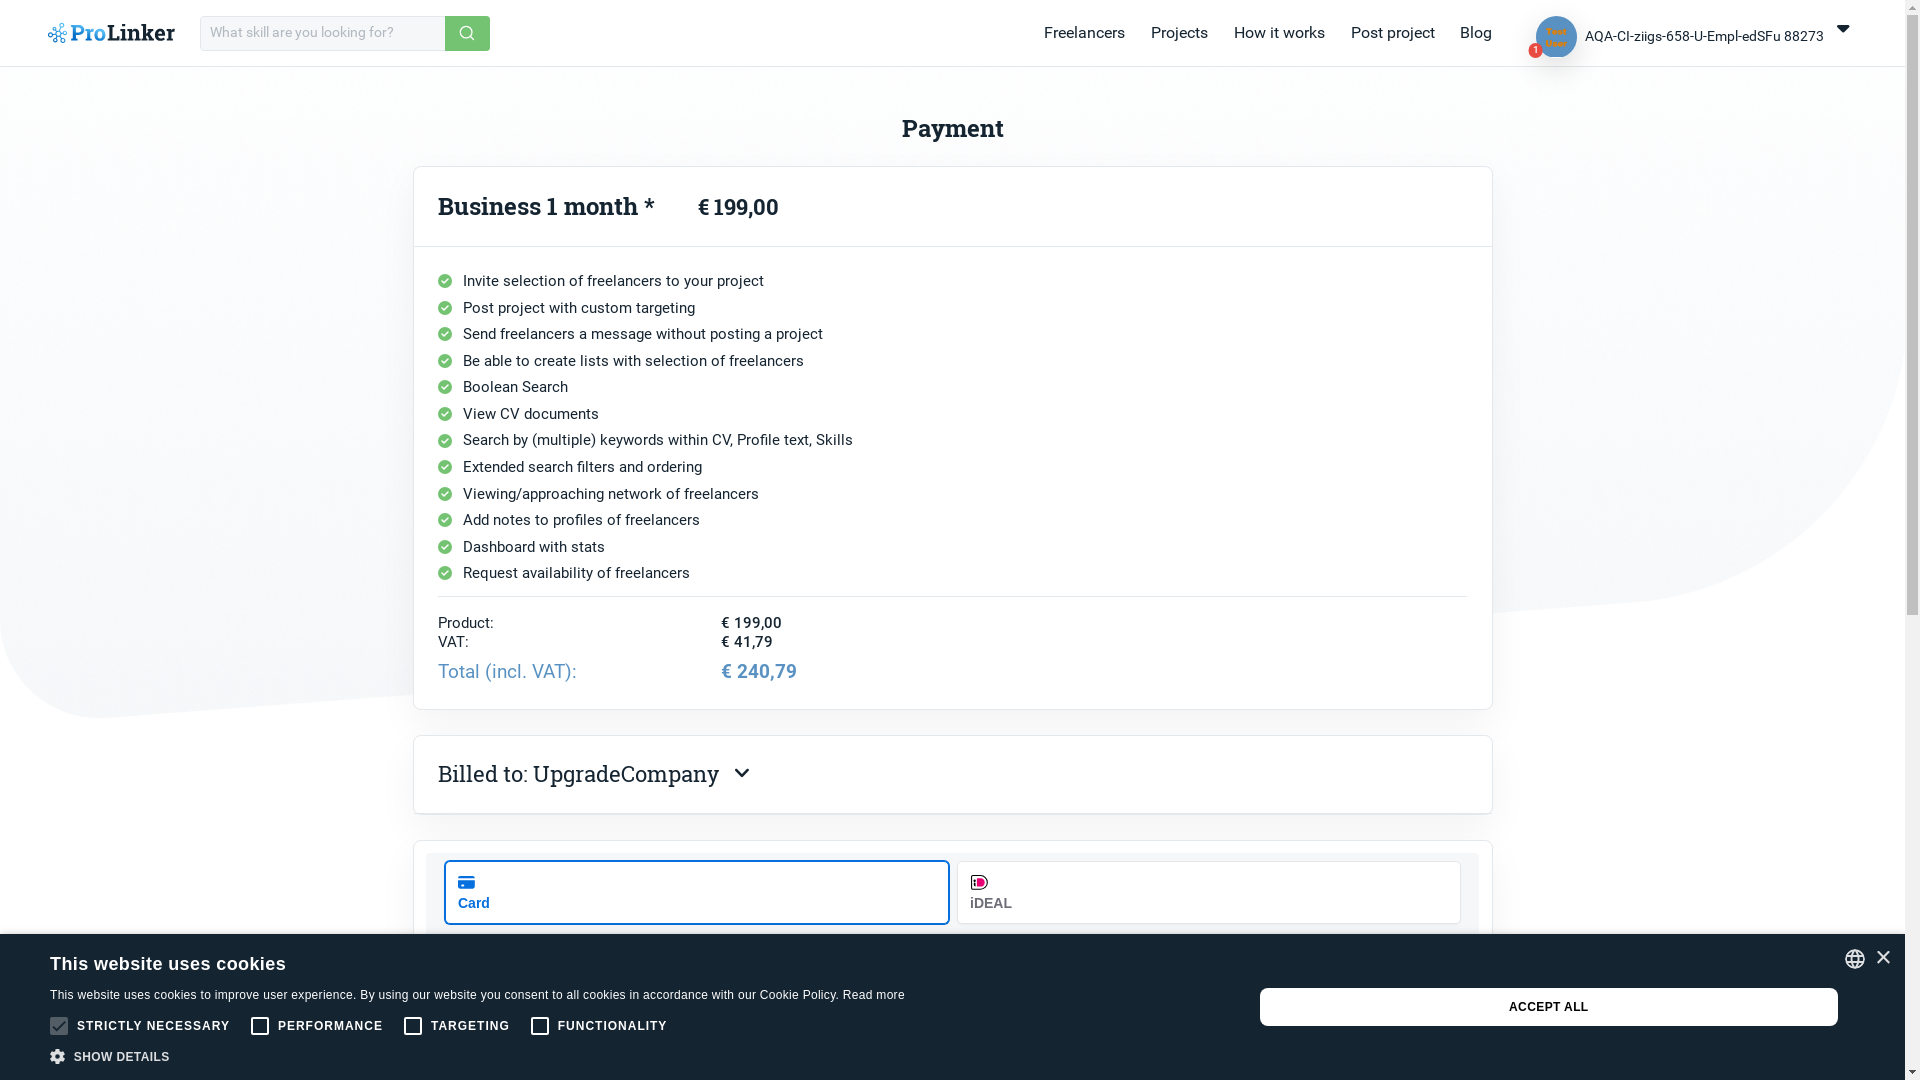 ProLinker
What skill are you looking for?
Freelancers Projects How it works Post project Blog
Test
User
1
AQA-CI-ziigs-658-U-Empl-edSFu 88273
Payment
Business 1 month * € 199,00
Invite selection of freelancers to your project
Post project with custom targeting
Send freelancers a message without posting a project
Be able to create lists with selection of freelancers
Boolean Search
View CV documents
Search by (multiple) keywords within CV, Profile text, Skills
Extended search filters and ordering
Viewing/approaching network of freelancers
Add notes to profiles of freelancers
Dashboard with stats
Request availability of freelancers
Product: € 199,00
VAT: € 41,79
Total (incl. VAT): € 240,79
Billed to: UpgradeCompany
Card
iDEAL
This website uses cookies
This website uses cookies to improve user experience. By using our website you consent to all cookies in accordance with our Cookie Policy. Read more
STRICTLY NECESSARY PERFORMANCE TARGETING FUNCTIONALITY
SHOW DETAILS
ACCEPT ALL
×